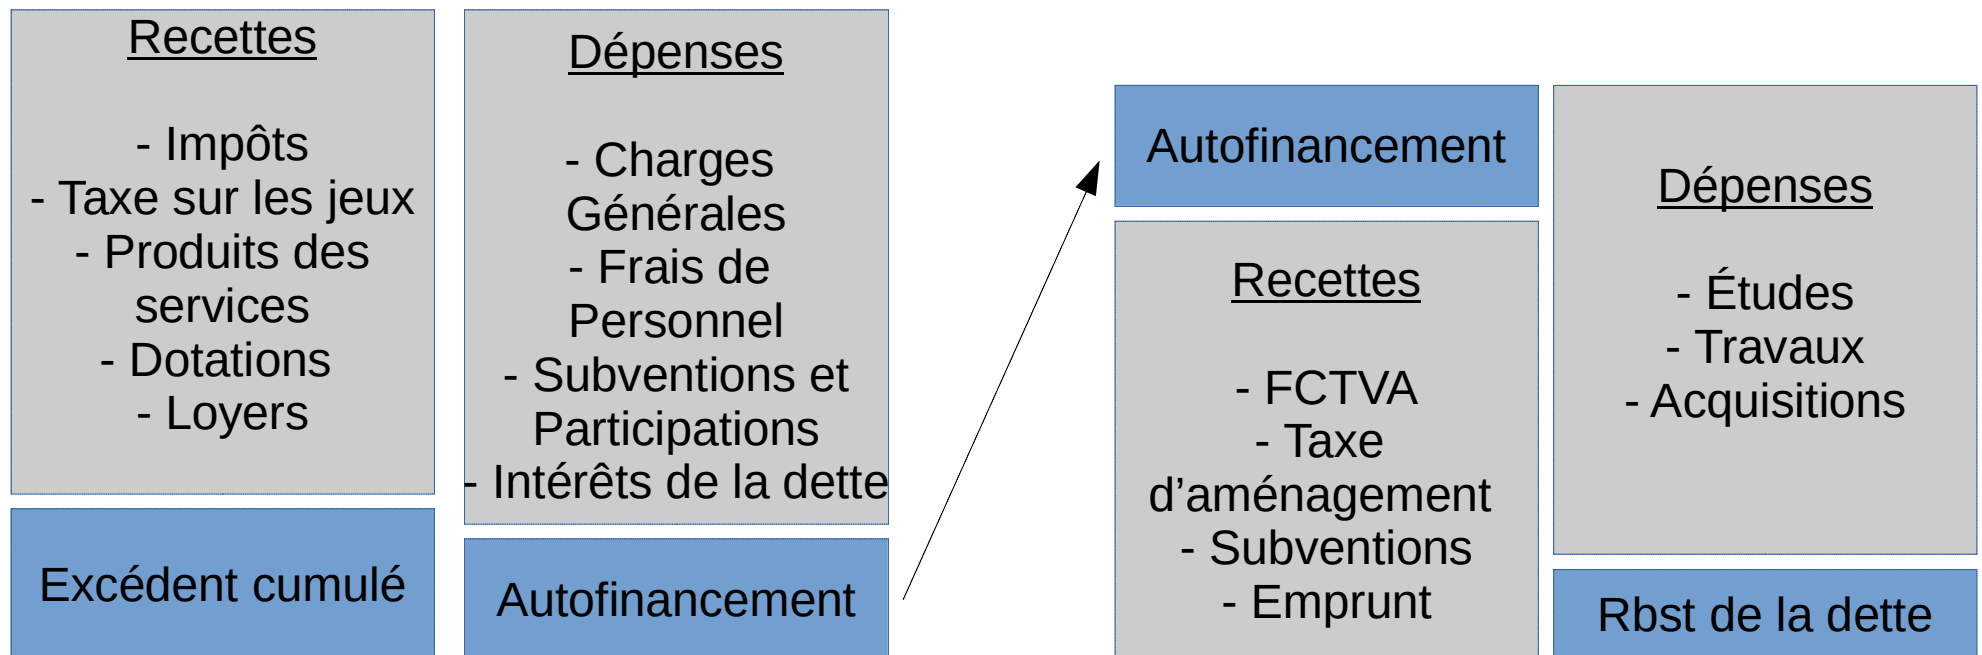 Recettes
- Impôts
- Taxe sur les jeux
- Produits des
services
- Dotations
- Loyers
Excédent cumulé
Dépenses
- Charges
Générales
- Frais de
Personnel
- Subventions et
Participations
- Intérêts de la dette
Autofinancement
Autofinancement
Recettes
- FCTVA
- Taxe
d’aménagement
- Subventions
- Emprunt
Dépenses
- Études
- Travaux
- Acquisitions
Rbst de la dette